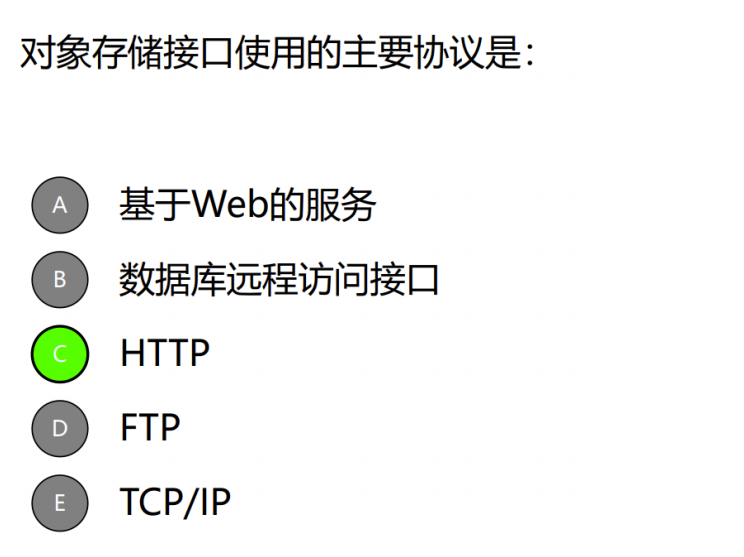 对象存储接口使用的主要协议是：
A 基于Web的服务
B 数据库远程访问接口
C HTTP
D FTP
E TCP/IP